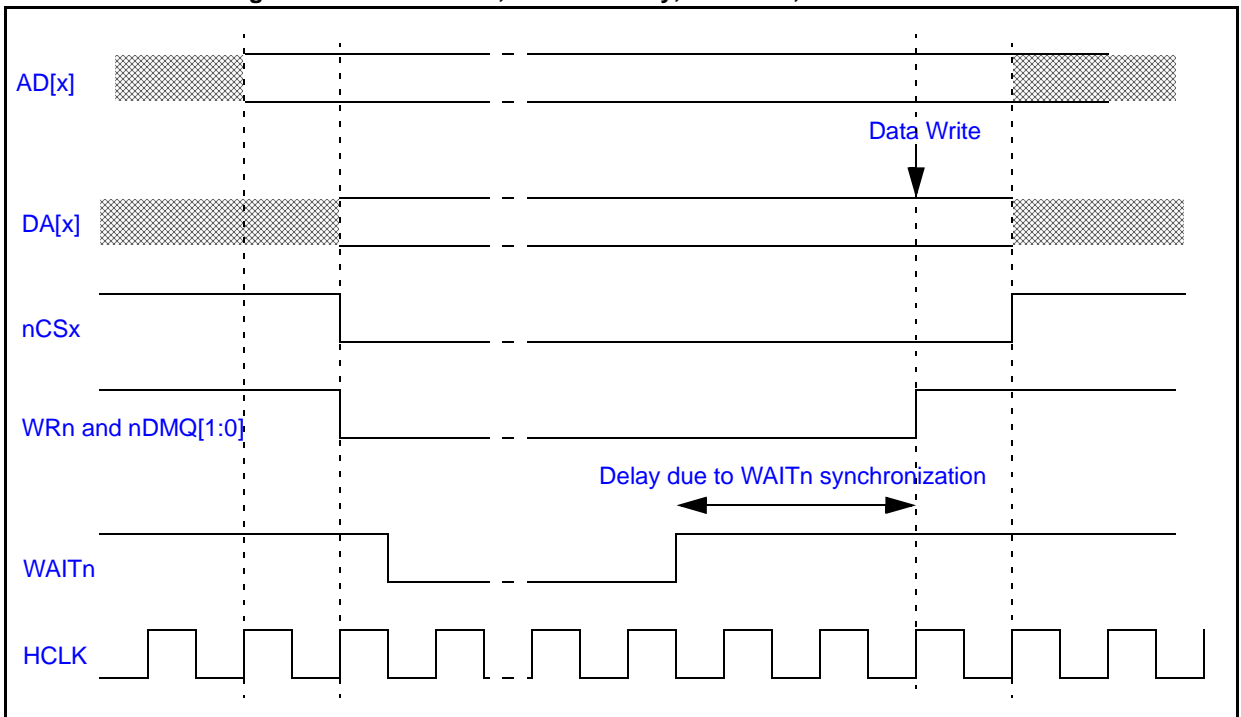 AD[x]
Data Write
DA[x]
nCSx
WRn and nDMQ[1:0]
Delay due to WAITn synchronization
WAITn
HCLK